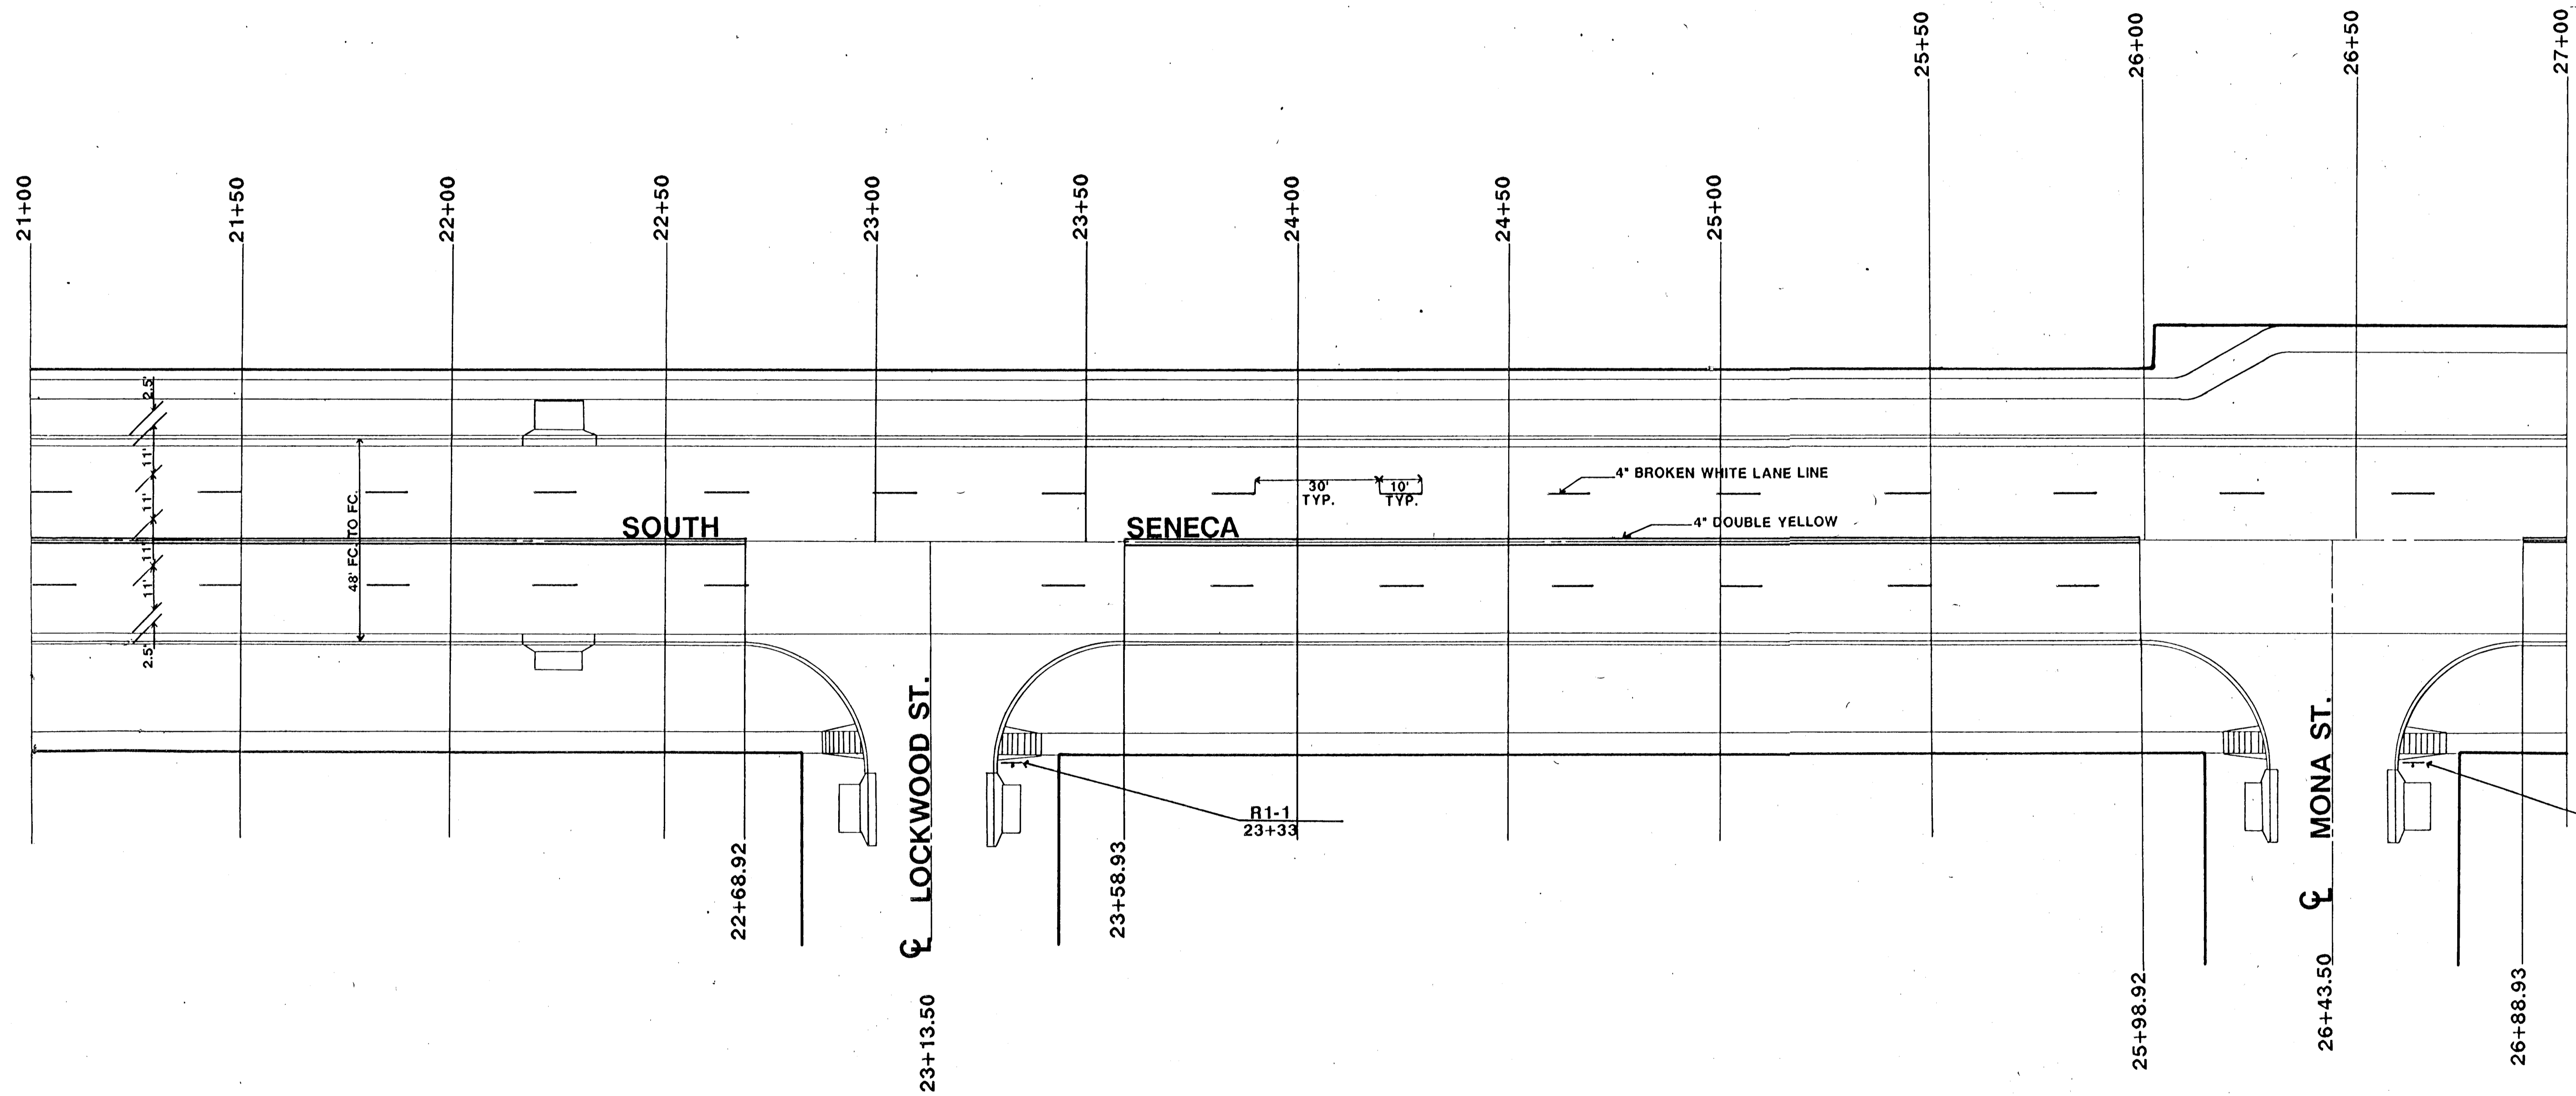 21+00
21+50
22+00
22+50
23+00
23+50
24+00
24+50
25+00
25+50
26+00
26+50
27+00
2.5'
11'
11'
11'
11'
2.5'
48' FC. TO FC.
30'
TYP.
10'
TYP.
4" BROKEN WHITE LANE LINE
SOUTH
SENECA
4" DOUBLE YELLOW
R1-1
23+33
℄ LOCKWOOD ST.
℄ MONA ST.
22+68.92
23+13.50
23+58.93
25+98.92
26+43.50
26+88.93